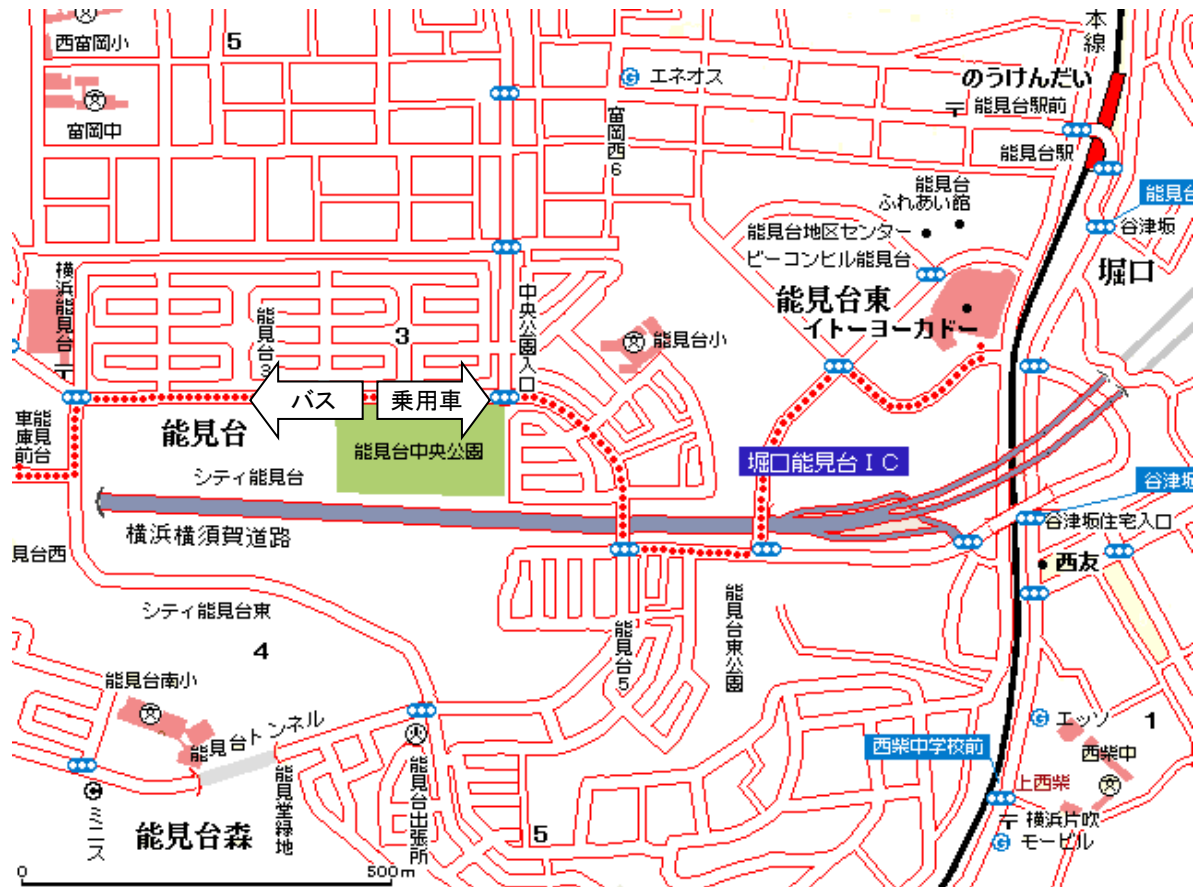 西富岡小
5
本線
富岡中
エネオス
のうけんだい
能見台駅前
富岡西6
能見台駅
能見台
ふれあい館
能見台
谷津坂
能見台地区センター
ビーコンヒル能見台
堀口
横浜能見台
能見台3
3
中央公園入口
能見台東
イトーヨーカドー
能見台小
バス
乗用車
能見台
車庫前
能見台
能見台中央公園
堀口能見台IC
シティ能見台
谷津坂
横浜横須賀道路
谷津坂住宅入口
見台西
西友
シティ能見台東
能見台5
能見台東公園
4
能見台南小
能見台トンネル
エッソ
1
西柴中学校前
西柴中
上西柴
ミニス
能見堂緑地
能見台出張所
横浜片吹
能見台森
5
モービル
0
500m